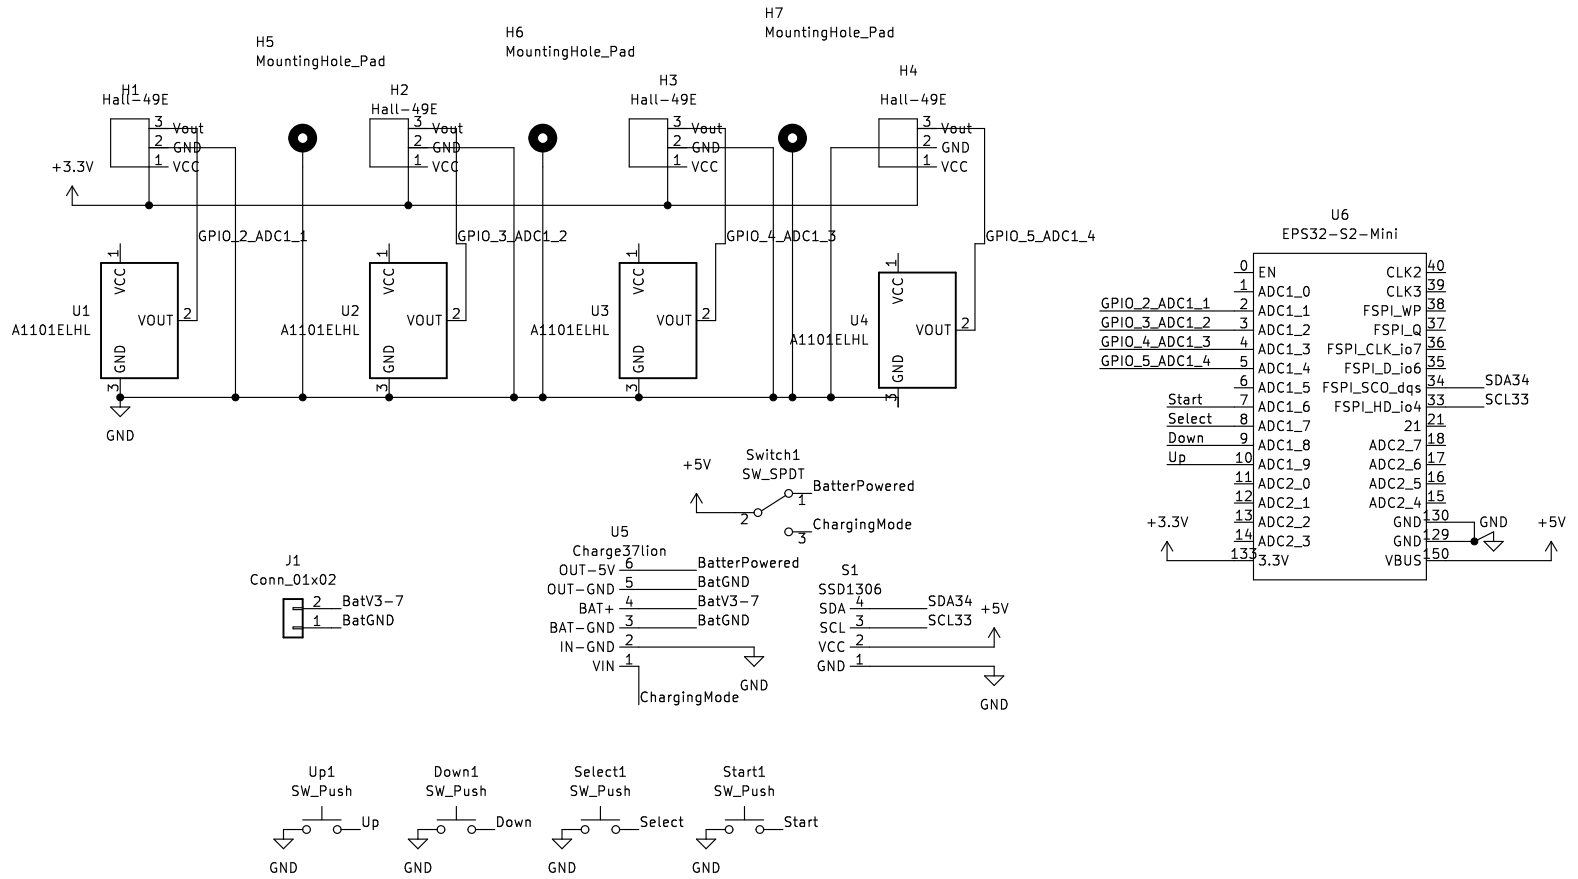 H5
MountingHole_Pad
H6
MountingHole_Pad
H7
MountingHole_Pad
H1
Hall-49E
3 Vout
2 GND
1 VCC
H2
Hall-49E
3 Vout
2 GND
1 VCC
H3
Hall-49E
3 Vout
2 GND
1 VCC
H4
Hall-49E
3 Vout
2 GND
1 VCC
+3.3V
GPIO_2_ADC1_1
GPIO_3_ADC1_2
GPIO_4_ADC1_3
GPIO_5_ADC1_4
U1
A1101ELHL
1
VCC
VOUT 2
GND
3
U2
A1101ELHL
1
VCC
VOUT 2
GND
3
U3
A1101ELHL
1
VCC
VOUT 2
GND
3
U4
A1101ELHL
1
VCC
VOUT 2
GND
3
GND
U6
EPS32-S2-Mini
0 EN
1 ADC1_0
GPIO_2_ADC1_1 2 ADC1_1
GPIO_3_ADC1_2 3 ADC1_2
GPIO_4_ADC1_3 4 ADC1_3
GPIO_5_ADC1_4 5 ADC1_4
6 ADC1_5
Start 7 ADC1_6
Select 8 ADC1_7
Down 9 ADC1_8
Up 10 ADC1_9
11 ADC2_0
12 ADC2_1
13 ADC2_2
14 ADC2_3
+3.3V 133 3.3V
CLK2 40
CLK3 39
FSPI_WP 38
FSPI_Q 37
FSPI_CLK_io7 36
FSPI_D_io6 35
FSPI_SCO_dqs 34 SDA34
FSPI_HD_io4 33 SCL33
21 21
ADC2_7 18
ADC2_6 17
ADC2_5 16
ADC2_4 15
GND 130 GND
GND 129
VBUS 150 +5V
Switch1
SW_SPDT
+5V
BatterPowered
1
2
ChargingMode
3
J1
Conn_01x02
2 BatV3-7
1 BatGND
U5
Charge37lion
OUT-5V 6 BatterPowered
OUT-GND 5 BatGND
BAT+ 4 BatV3-7
BAT-GND 3 BatGND
IN-GND 2
VIN 1
GND
ChargingMode
S1
SSD1306
SDA 4 SDA34
SCL 3 SCL33
VCC 2 +5V
GND 1
GND
Up1
SW_Push
Up
GND
Down1
SW_Push
Down
GND
Select1
SW_Push
Select
GND
Start1
SW_Push
Start
GND